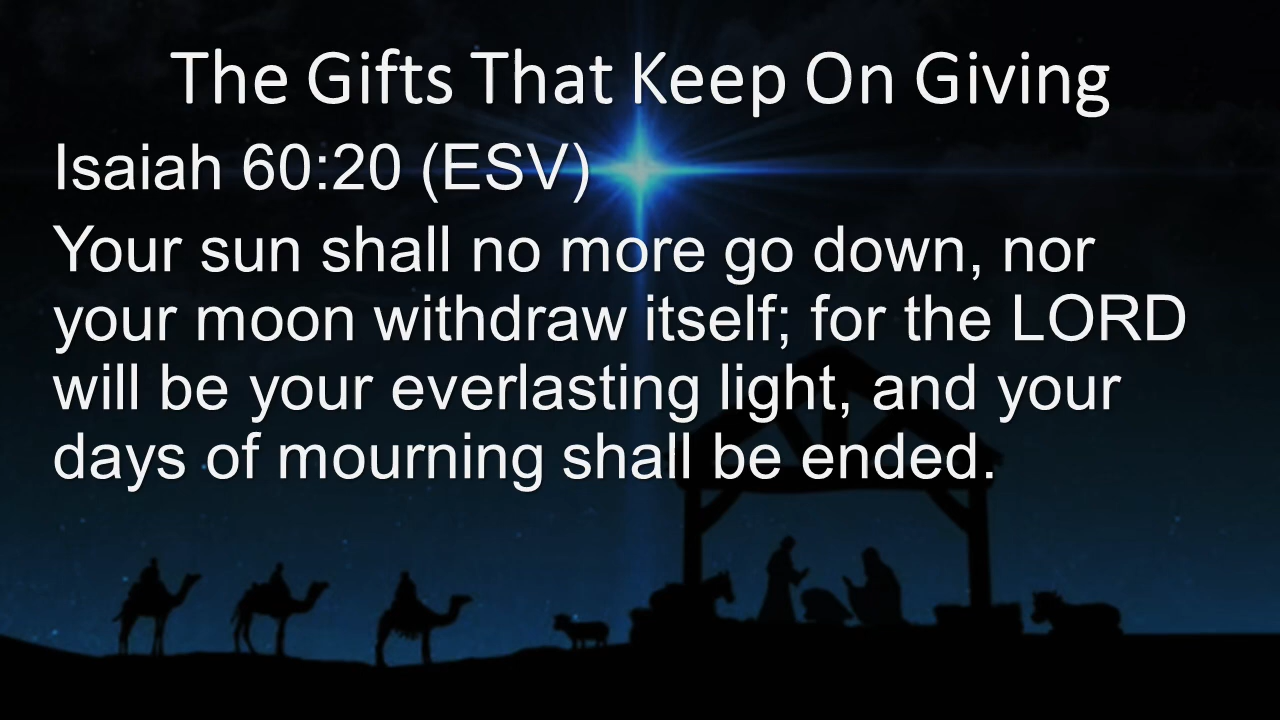 The Gifts That Keep On Giving
Isaiah 60:20 (ESV)
Your sun shall no more go down, nor
your moon withdraw itself; for the LORD
will be your everlasting light, and your
days of mourning shall be ended.